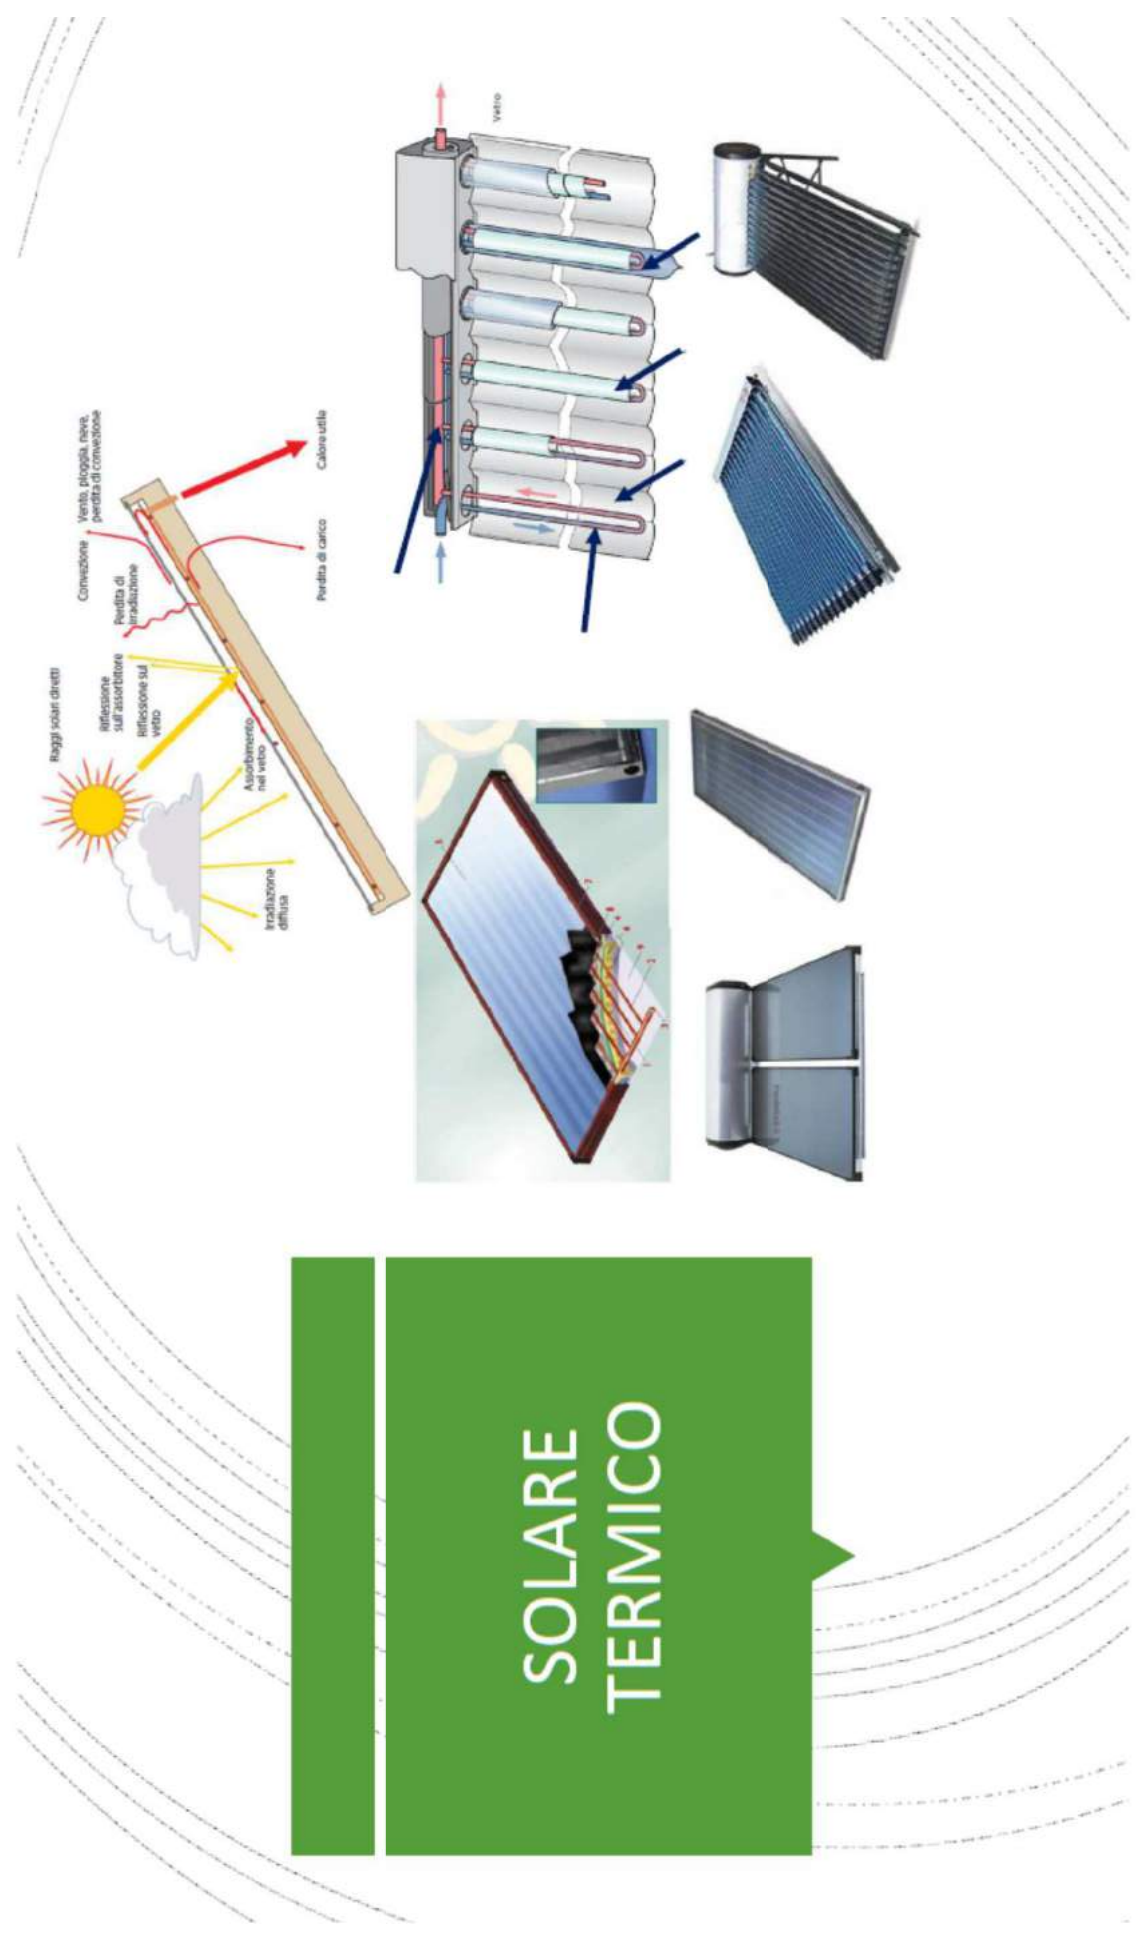 SOLARE
TERMICO
Raggi solari diretti
Riflessione
sull'assorbitore
Riflessione sul
vetro
Perdita di
irradiazione
Convezione
Vento, pioggia, neve,
perdita di convezione
Assorbimento
nel vetro
Irradiazione
diffusa
Perdita di carico
Calore utile
Vetro